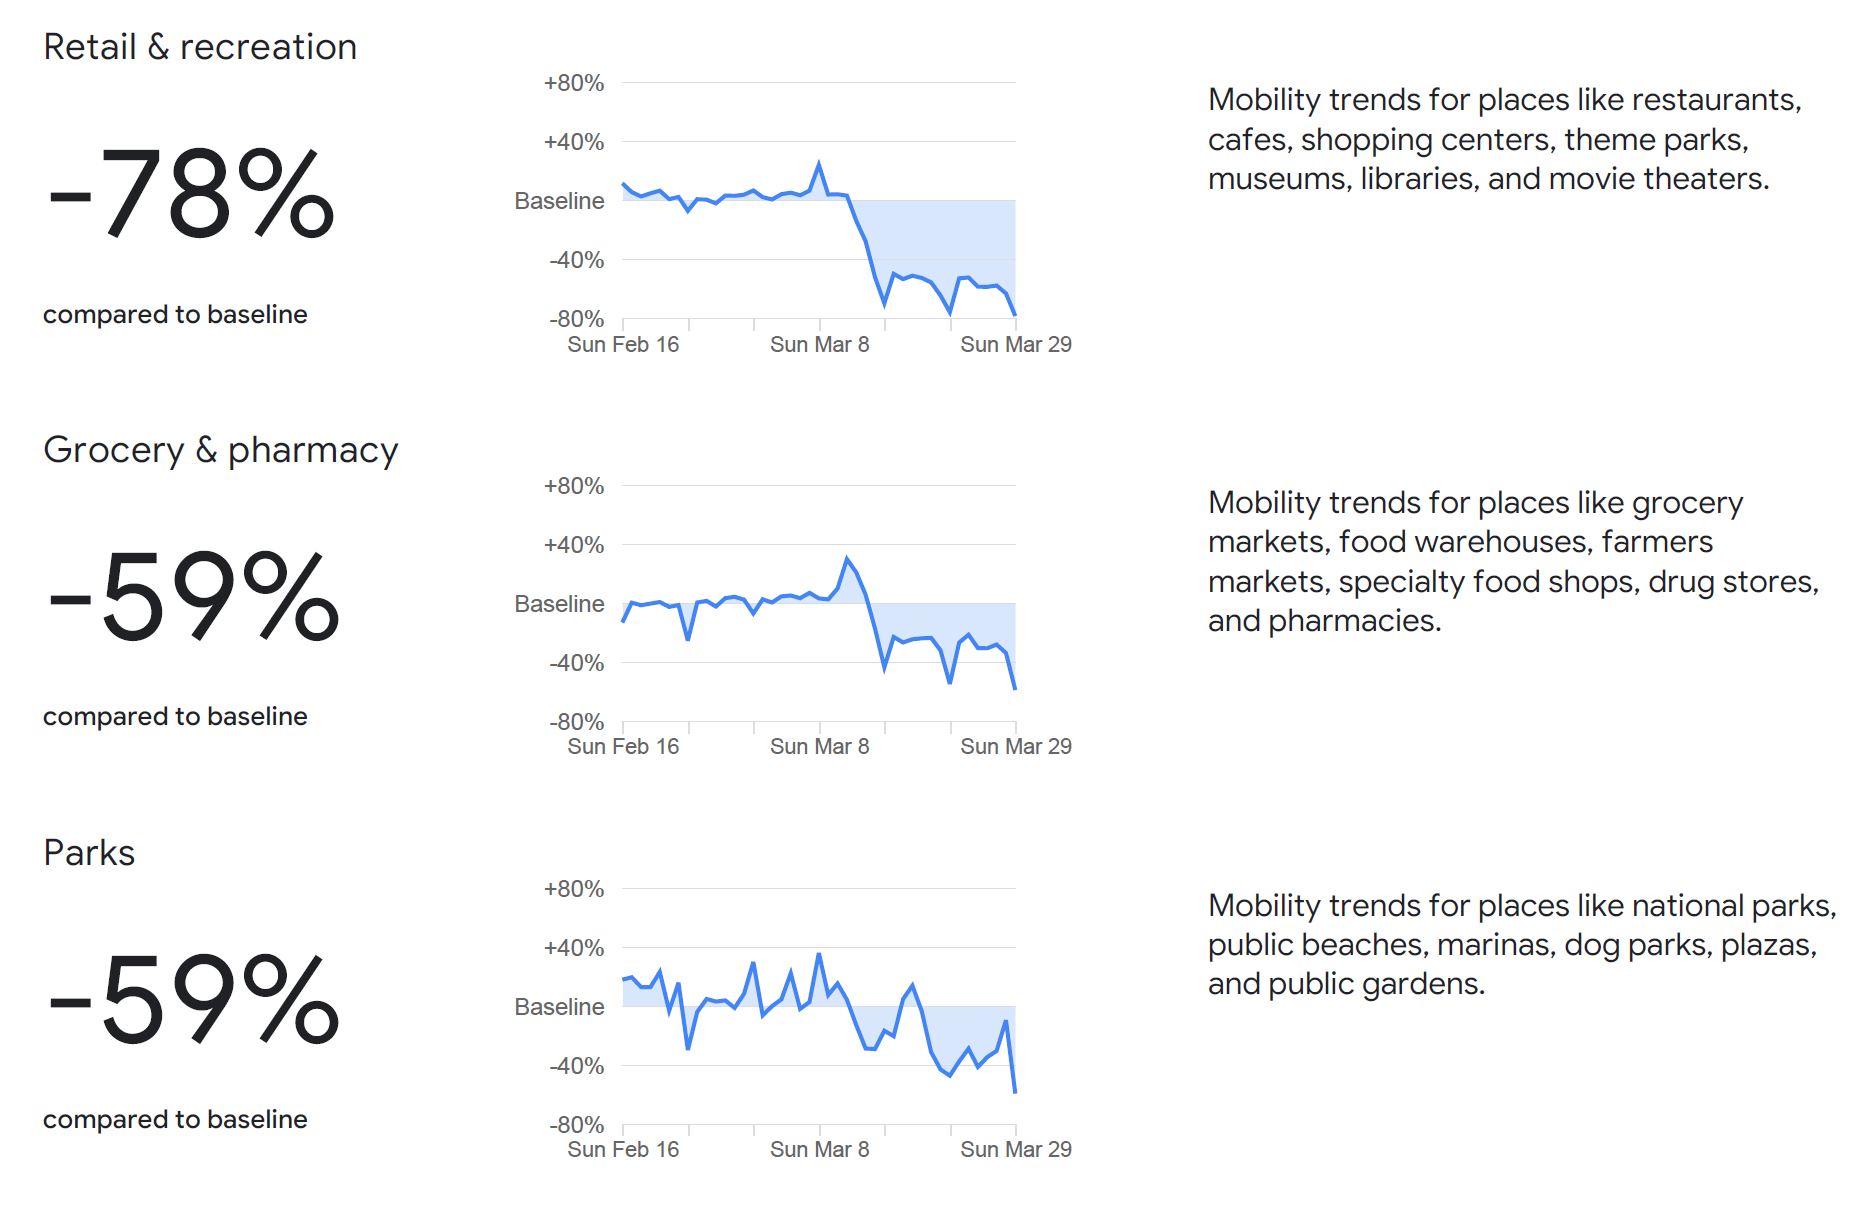 Retail & recreation
-78%
compared to baseline
+80%
+40%
Baseline
-40%
-80%
Sun Feb 16 Sun Mar 8 Sun Mar 29
Mobility trends for places like restaurants,
cafes, shopping centers, theme parks,
museums, libraries, and movie theaters.
Grocery & pharmacy
-59%
compared to baseline
+80%
+40%
Baseline
-40%
-80%
Sun Feb 16 Sun Mar 8 Sun Mar 29
Mobility trends for places like grocery
markets, food warehouses, farmers
markets, specialty food shops, drug stores,
and pharmacies.
Parks
-59%
compared to baseline
+80%
+40%
Baseline
-40%
-80%
Sun Feb 16 Sun Mar 8 Sun Mar 29
Mobility trends for places like national parks,
public beaches, marinas, dog parks, plazas,
and public gardens.